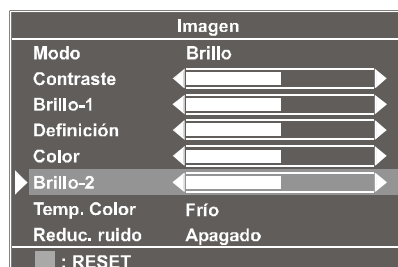 Imagen
Modo Brillo
Contraste
Brillo-1
Definición
Color
Brillo-2
Temp. Color Frío
Reduc. ruido Apagado
: RESET